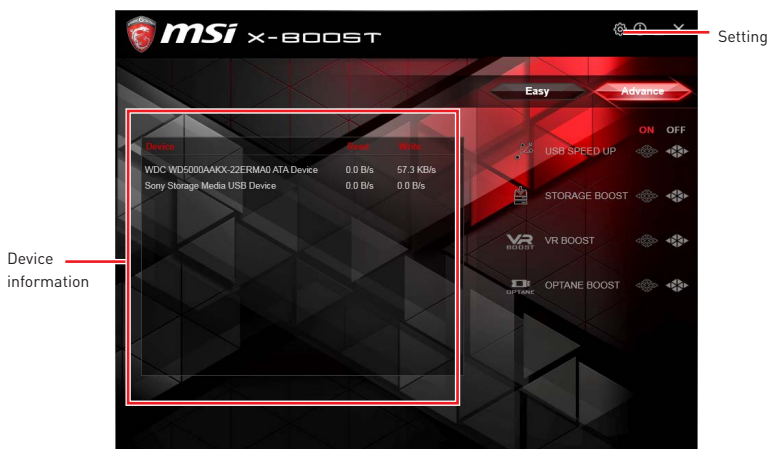 msi X-BOOST
Setting
Easy Advance
ON OFF
Device Read Write
WDC WD5000AAKX-22ERMA0 ATA Device 0.0 B/s 57.3 KB/s
Sony Storage Media USB Device 0.0 B/s 0.0 B/s
USB SPEED UP
STORAGE BOOST
VR BOOST VR BOOST
OPTANE OPTANE BOOST
Device
information